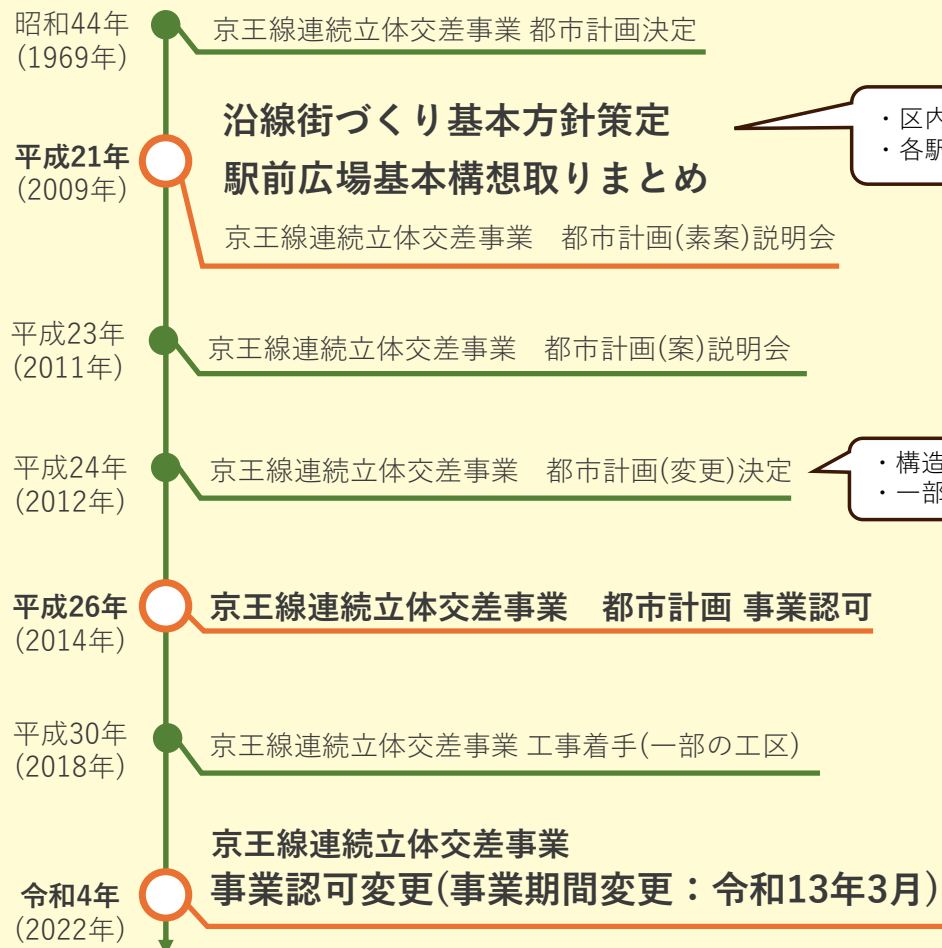 昭和44年
(1969年)
京王線連続立体交差事業 都市計画決定
平成21年
(2009年)
沿線街づくり基本方針策定
駅前広場基本構想取りまとめ
京王線連続立体交差事業　都市計画(素案)説明会
・区内
・各駅
平成23年
(2011年)
京王線連続立体交差事業　都市計画(案)説明会
平成24年
(2012年)
京王線連続立体交差事業　都市計画(変更)決定
・構造
・一部
平成26年
(2014年)
京王線連続立体交差事業　都市計画 事業認可
平成30年
(2018年)
京王線連続立体交差事業 工事着手(一部の工区)
令和4年
(2022年)
京王線連続立体交差事業
事業認可変更(事業期間変更：令和13年3月)